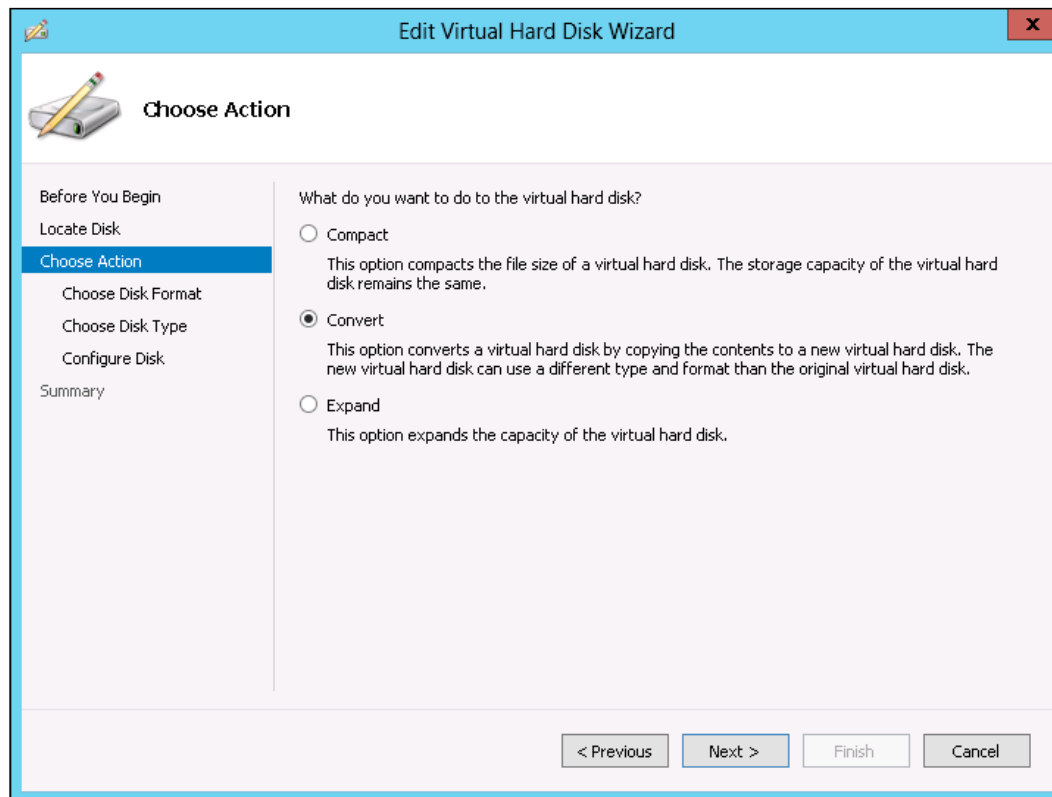 Edit Virtual Hard Disk Wizard
x
Choose Action
Before You Begin
Locate Disk
Choose Action
Choose Disk Format
Choose Disk Type
Configure Disk
Summary
What do you want to do to the virtual hard disk?
Compact
This option compacts the file size of a virtual hard disk. The storage capacity of the virtual hard
disk remains the same.
Convert
This option converts a virtual hard disk by copying the contents to a new virtual hard disk. The
new virtual hard disk can use a different type and format than the original virtual hard disk.
Expand
This option expands the capacity of the virtual hard disk.
< Previous
Next >
Finish
Cancel